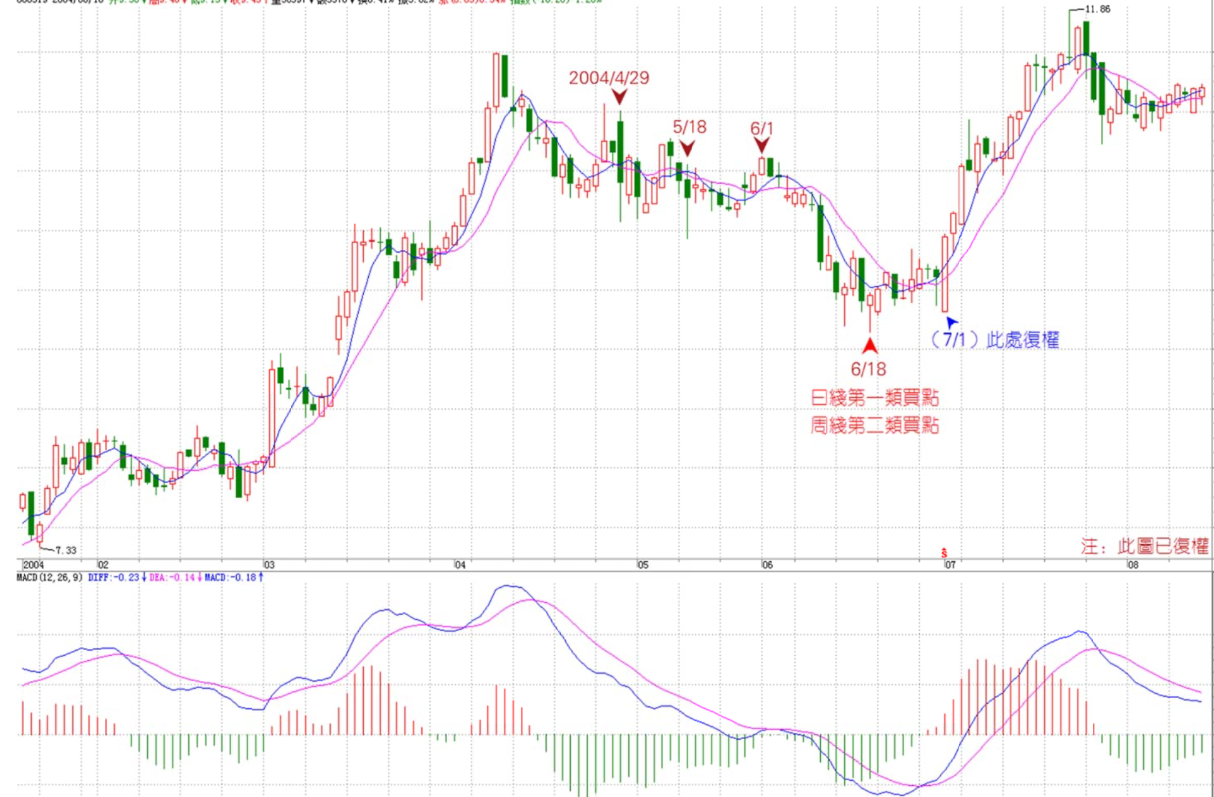 2004/4/29
5/18
6/1
11.86
7.33
6/18
日綫第一類買點
周綫第二類買點
（7/1）此處復權
ŝ
注：此圖已復權
2004 02 03 04 05 06 07 08
MACD(12,26,9) DIFF:-0.23↓ DEA:-0.14↓ MACD:-0.18↑